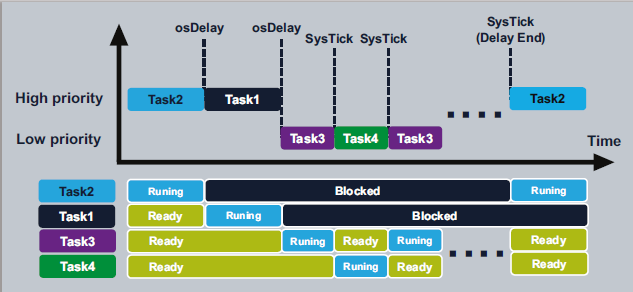 osDelay
osDelay
SysTick
SysTick
SysTick
(Delay End)
High priority
Task2
Task1
Task2
Low priority
Task3
Task4
Task3
Time
Task2
Runing
Blocked
Runing
Task1
Ready
Runing
Blocked
Task3
Ready
Runing
Ready
Runing
Ready
Task4
Ready
Runing
Ready
Ready